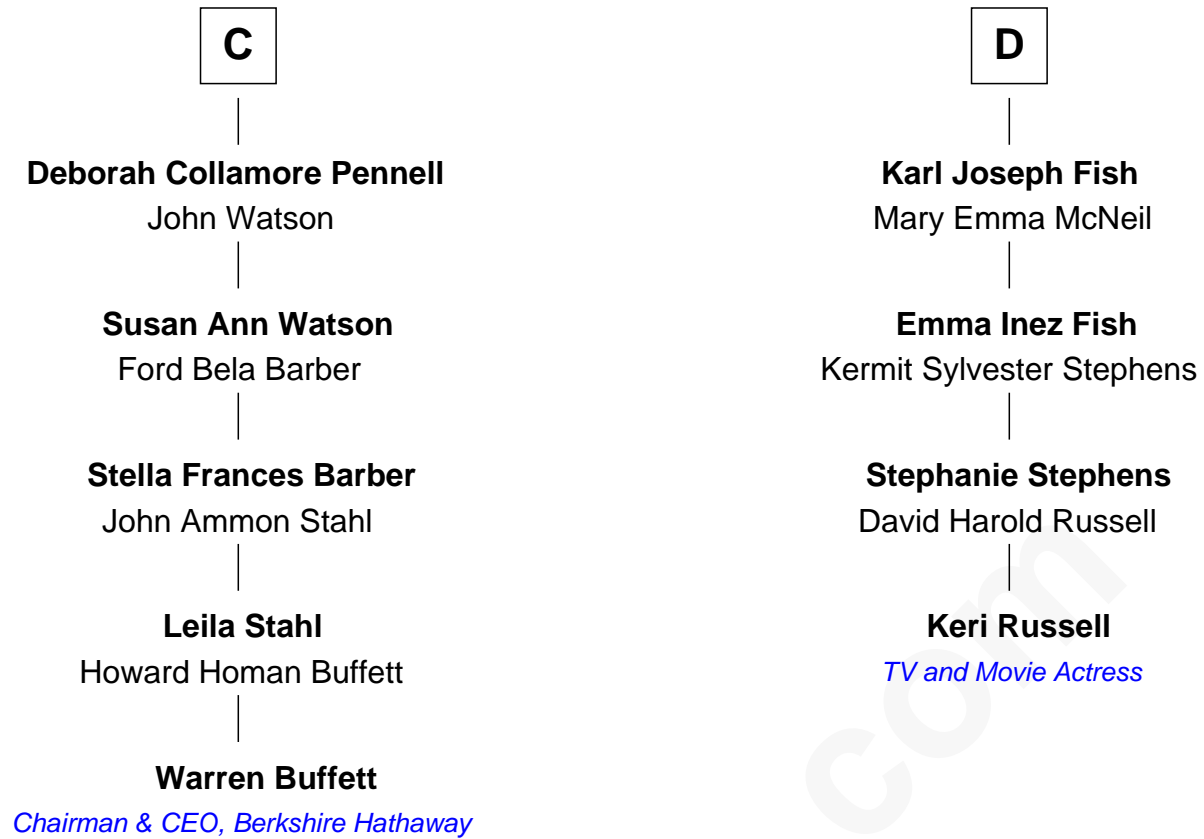 C
Deborah Collamore Pennell
John Watson
Susan Ann Watson
Ford Bela Barber
Stella Frances Barber
John Ammon Stahl
Leila Stahl
Howard Homan Buffett
Warren Buffett
Chairman & CEO, Berkshire Hathaway
D
Karl Joseph Fish
Mary Emma McNeil
Emma Inez Fish
Kermit Sylvester Stephens
Stephanie Stephens
David Harold Russell
Keri Russell
TV and Movie Actress
com